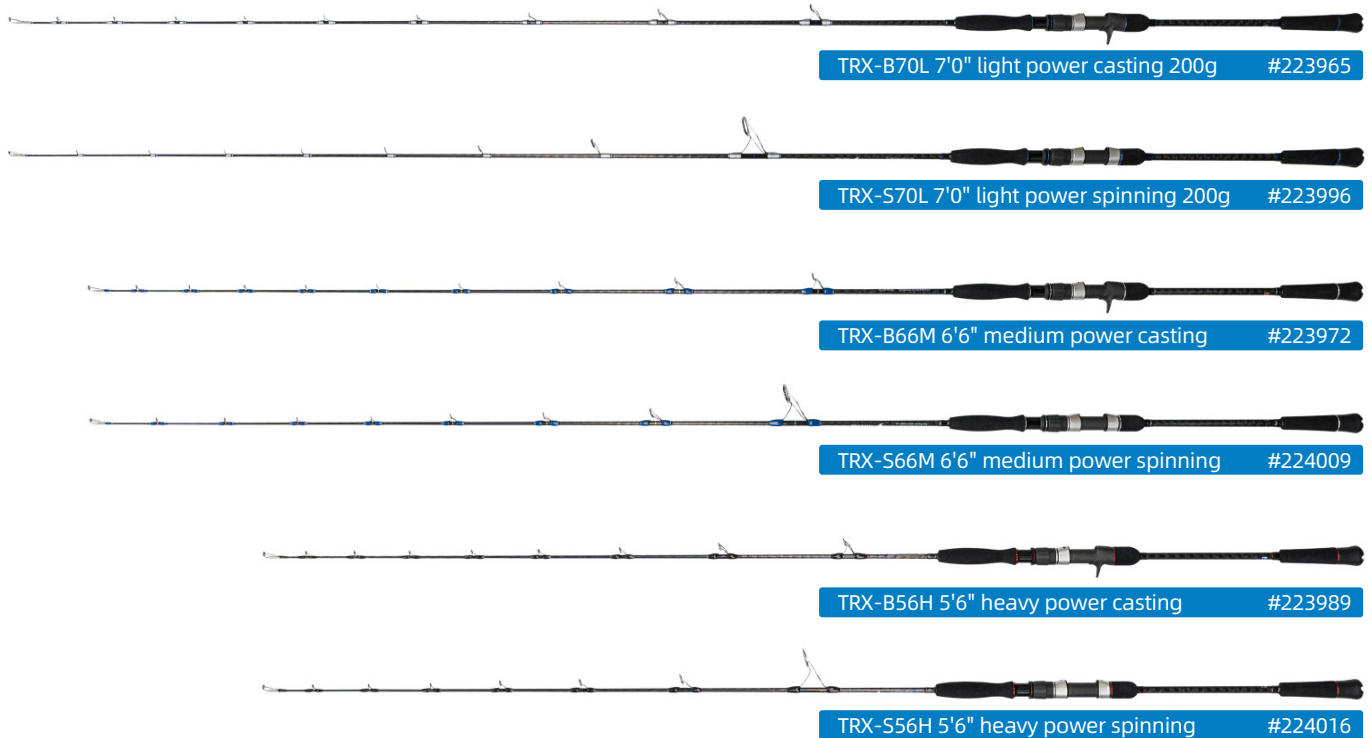 TRX-B70L 7'0" light power casting 200g #223965
TRX-S70L 7'0" light power spinning 200g #223996
TRX-B66M 6'6" medium power casting #223972
TRX-S66M 6'6" medium power spinning #224009
TRX-B56H 5'6" heavy power casting #223989
TRX-S56H 5'6" heavy power spinning #224016